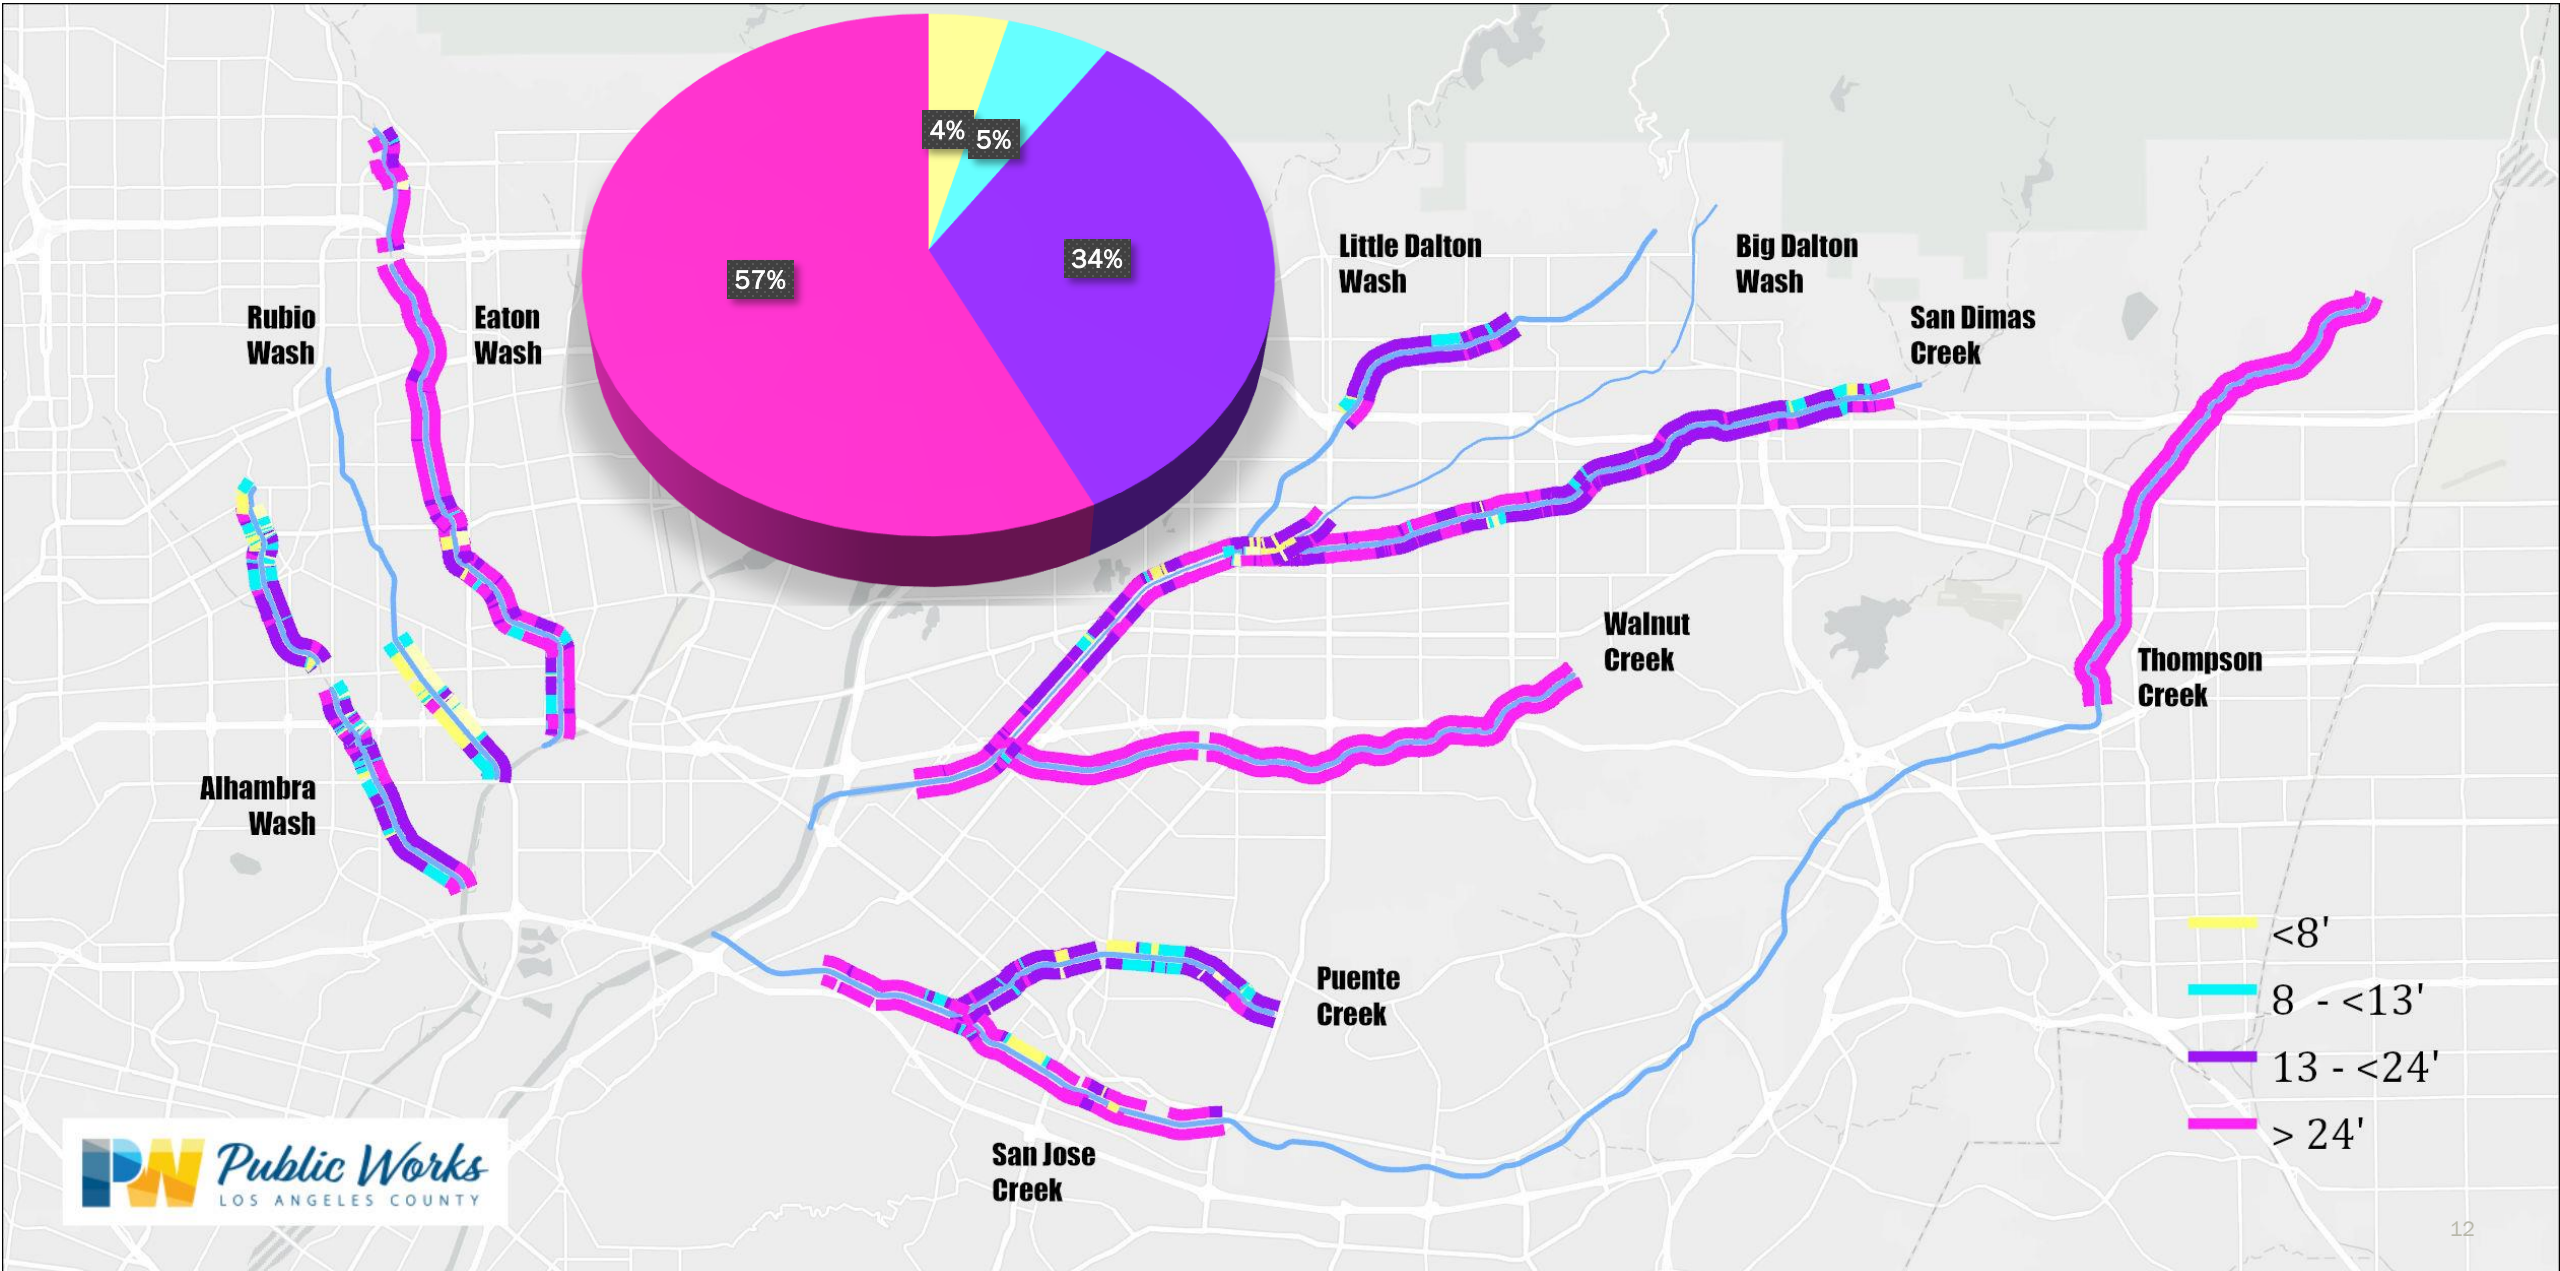 4%
5%
34%
57%
Little Dalton
Wash
Big Dalton
Wash
San Dimas
Creek
Rubio
Wash
Eaton
Wash
Walnut
Creek
Thompson
Creek
Alhambra
Wash
Puente
Creek
San Jose
Creek
<8'
8 - <13'
13 - <24'
> 24'
PW Public Works
LOS ANGELES COUNTY
12